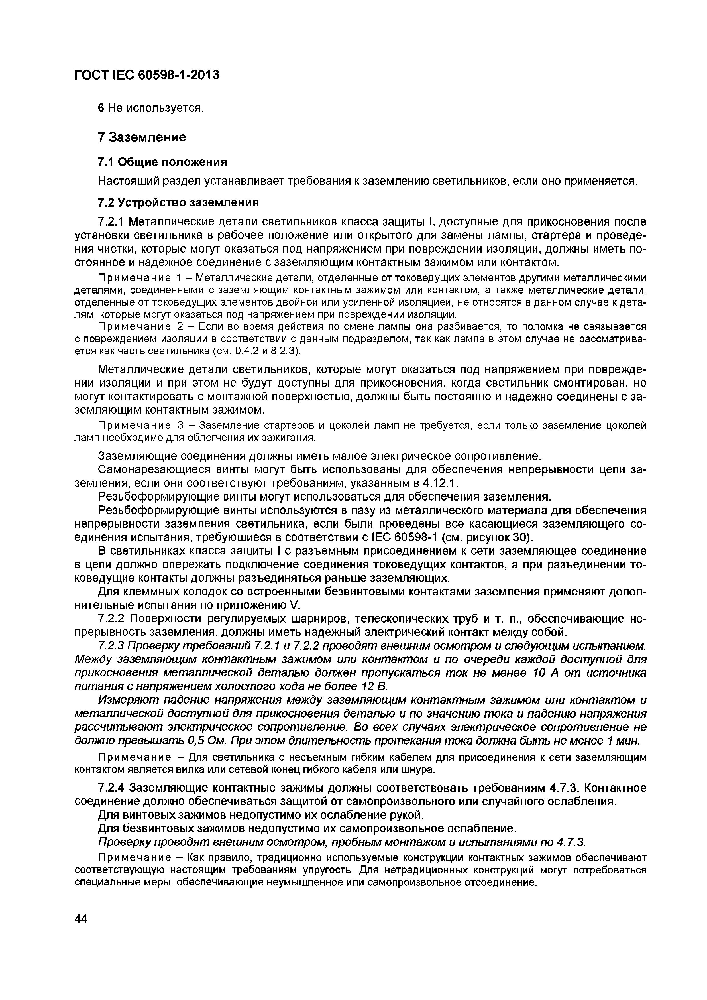 ГОСТ IEC 60598-1-2013
6 Не используется.
7 Заземление
7.1 Общие положения
Настоящий раздел устанавливает требования к заземлению светильников, если оно применяется.
7.2 Устройство заземления
7.2.1 Металлические детали светильников класса защиты I, доступные для прикосновения после
установки светильника в рабочее положение или открытого для замены лампы, стартера и проведе-
ния чистки, которые могут оказаться под напряжением при повреждении изоляции, должны иметь по-
стоянное и надежное соединение с заземляющим контактным зажимом или контактом.
Примечание 1 – Металлические детали, отделенные от токоведущих элементов другими металлическими
деталями, соединенными с заземляющим контактным зажимом или контактом, а также металлические детали,
отделенные от токоведущих элементов двойной или усиленной изоляцией, не относятся в данном случае к дета-
лям, которые могут оказаться под напряжением при повреждении изоляции.
Примечание 2 – Если во время действия по смене лампы она разбивается, то поломка не связывается
с повреждением изоляции в соответствии с данным подразделом, так как лампа в этом случае не рассматрива-
ется как часть светильника (см. 0.4.2 и 8.2.3).
Металлические детали светильников, которые могут оказаться под напряжением при поврежде-
нии изоляции и при этом не будут доступны для прикосновения, когда светильник смонтирован, но
могут контактировать с монтажной поверхностью, должны быть постоянно и надежно соединены с за-
земляющим контактным зажимом.
Примечание 3 – Заземление стартеров и цоколей ламп не требуется, если только заземление цоколей
ламп необходимо для облегчения их зажигания.
Заземляющие соединения должны иметь малое электрическое сопротивление.
Самонарезающиеся винты могут быть использованы для обеспечения непрерывности цепи за-
земления, если они соответствуют требованиям, указанным в 4.12.1.
Резьбоформирующие винты могут использоваться для обеспечения заземления.
Резьбоформирующие винты используются в пазу из металлического материала для обеспечения
непрерывности заземления светильника, если были проведены все касающиеся заземляющего со-
единения испытания, требующиеся в соответствии с IEC 60598-1 (см. рисунок 30).
В светильниках класса защиты I с разъемным присоединением к сети заземляющее соединение
в цепи должно опережать подключение соединения токоведущих контактов, а при разъединении то-
коведущие контакты должны разъединяться раньше заземляющих.
Для клеммных колодок со встроенными безвинтовыми контактами заземления применяют допол-
нительные испытания по приложению V.
7.2.2 Поверхности регулируемых шарниров, телескопических труб и т. п., обеспечивающие не-
прерывность заземления, должны иметь надежный электрический контакт между собой.
7.2.3 Проверку требований 7.2.1 и 7.2.2 проводят внешним осмотром и следующим испытанием.
Между заземляющим контактным зажимом или контактом и по очереди каждой доступной для
прикосновения металлической деталью должен пропускаться ток не менее 10 А от источника
питания с напряжением холостого хода не более 12 В.
Измеряют падение напряжения между заземляющим контактным зажимом или контактом и
металлической доступной для прикосновения деталью и по значению тока и падению напряжения
рассчитывают электрическое сопротивление. Во всех случаях электрическое сопротивление не
должно превышать 0,5 Ом. При этом длительность протекания тока должна быть не менее 1 мин.
Примечание – Для светильника с несъемным гибким кабелем для присоединения к сети заземляющим
контактом является вилка или сетевой конец гибкого кабеля или шнура.
7.2.4 Заземляющие контактные зажимы должны соответствовать требованиям 4.7.3. Контактное
соединение должно обеспечиваться защитой от самопроизвольного или случайного ослабления.
Для винтовых зажимов недопустимо их ослабление рукой.
Для безвинтовых зажимов недопустимо их самопроизвольное ослабление.
Проверку проводят внешним осмотром, пробным монтажом и испытаниями по 4.7.3.
Примечание – Как правило, традиционно используемые конструкции контактных зажимов обеспечивают
соответствующую настоящим требованиям упругость. Для нетрадиционных конструкций могут потребоваться
специальные меры, обеспечивающие неумышленное или самопроизвольное отсоединение.
44